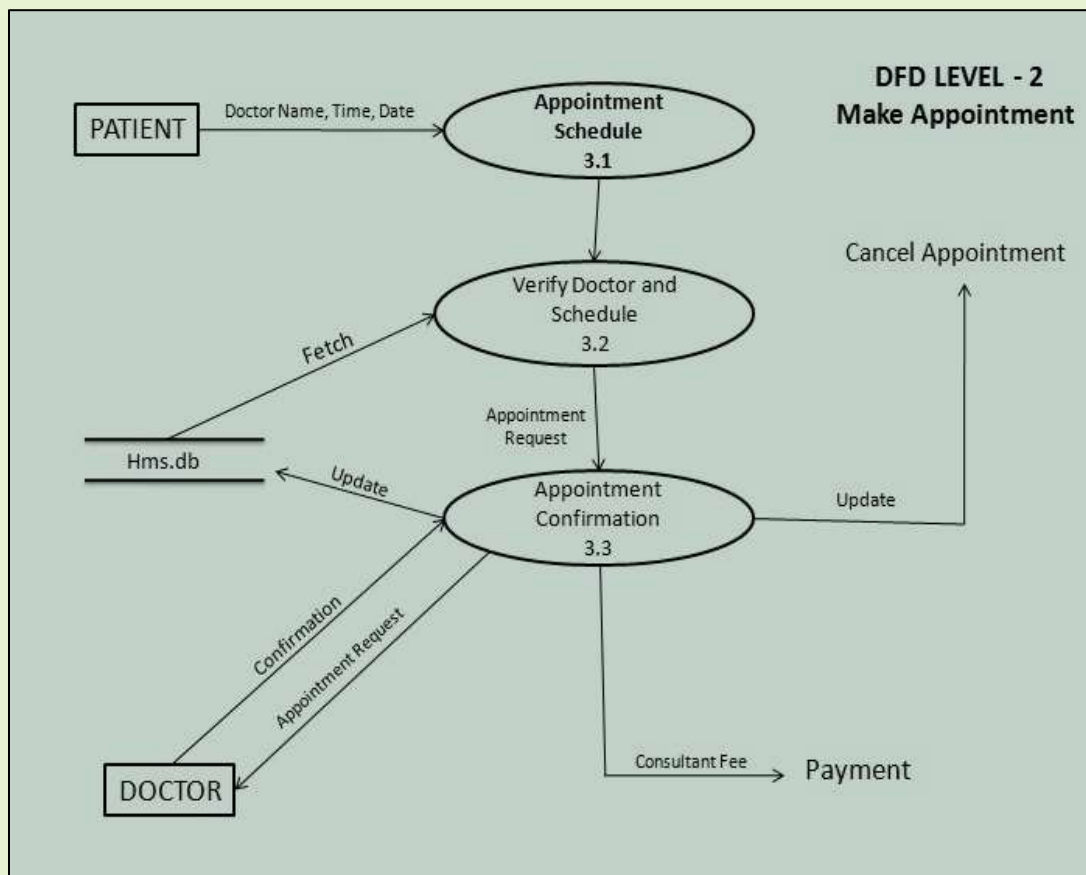 DFD LEVEL - 2
Make Appointment
PATIENT
Doctor Name, Time, Date
Appointment
Schedule
3.1
Cancel Appointment
Verify Doctor and
Schedule
3.2
Fetch
Appointment
Request
Hms.db
Update
Appointment
Confirmation
3.3
Update
Confirmation
Appointment Request
DOCTOR
Consultant Fee
Payment